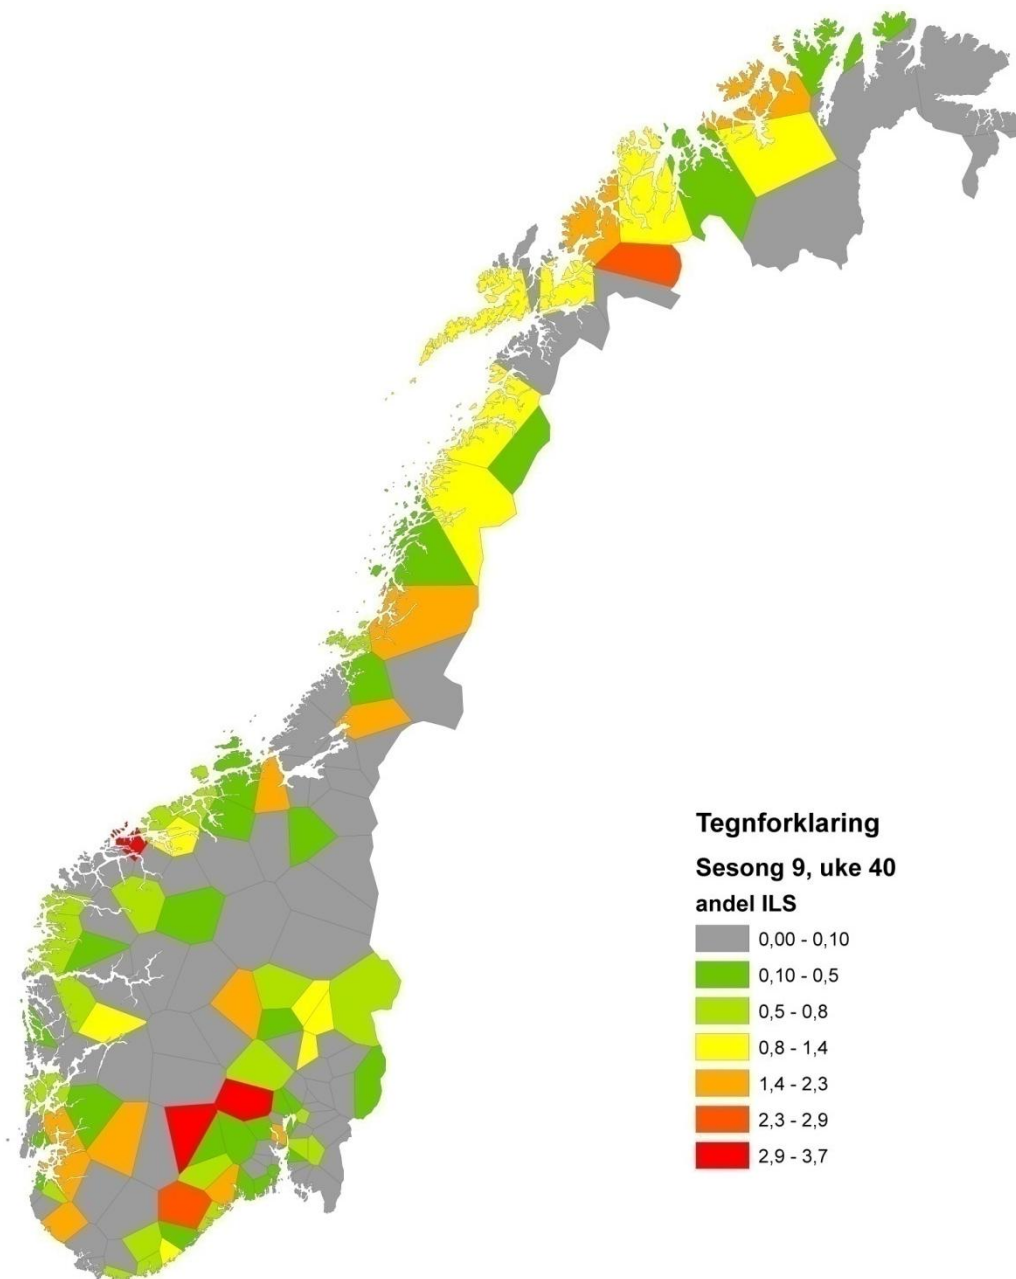 Tegnforklaring
Sesong 9, uke 40
andel ILS
0,00 - 0,10
0,10 - 0,5
0,5 - 0,8
0,8 - 1,4
1,4 - 2,3
2,3 - 2,9
2,9 - 3,7